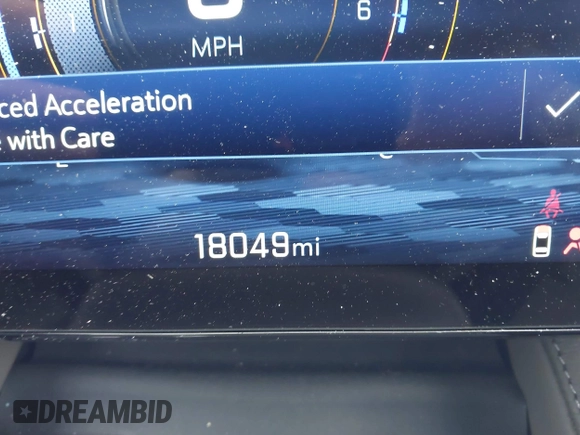 6
MPH
ced Acceleration
with Care
18049mi
DREAMBID